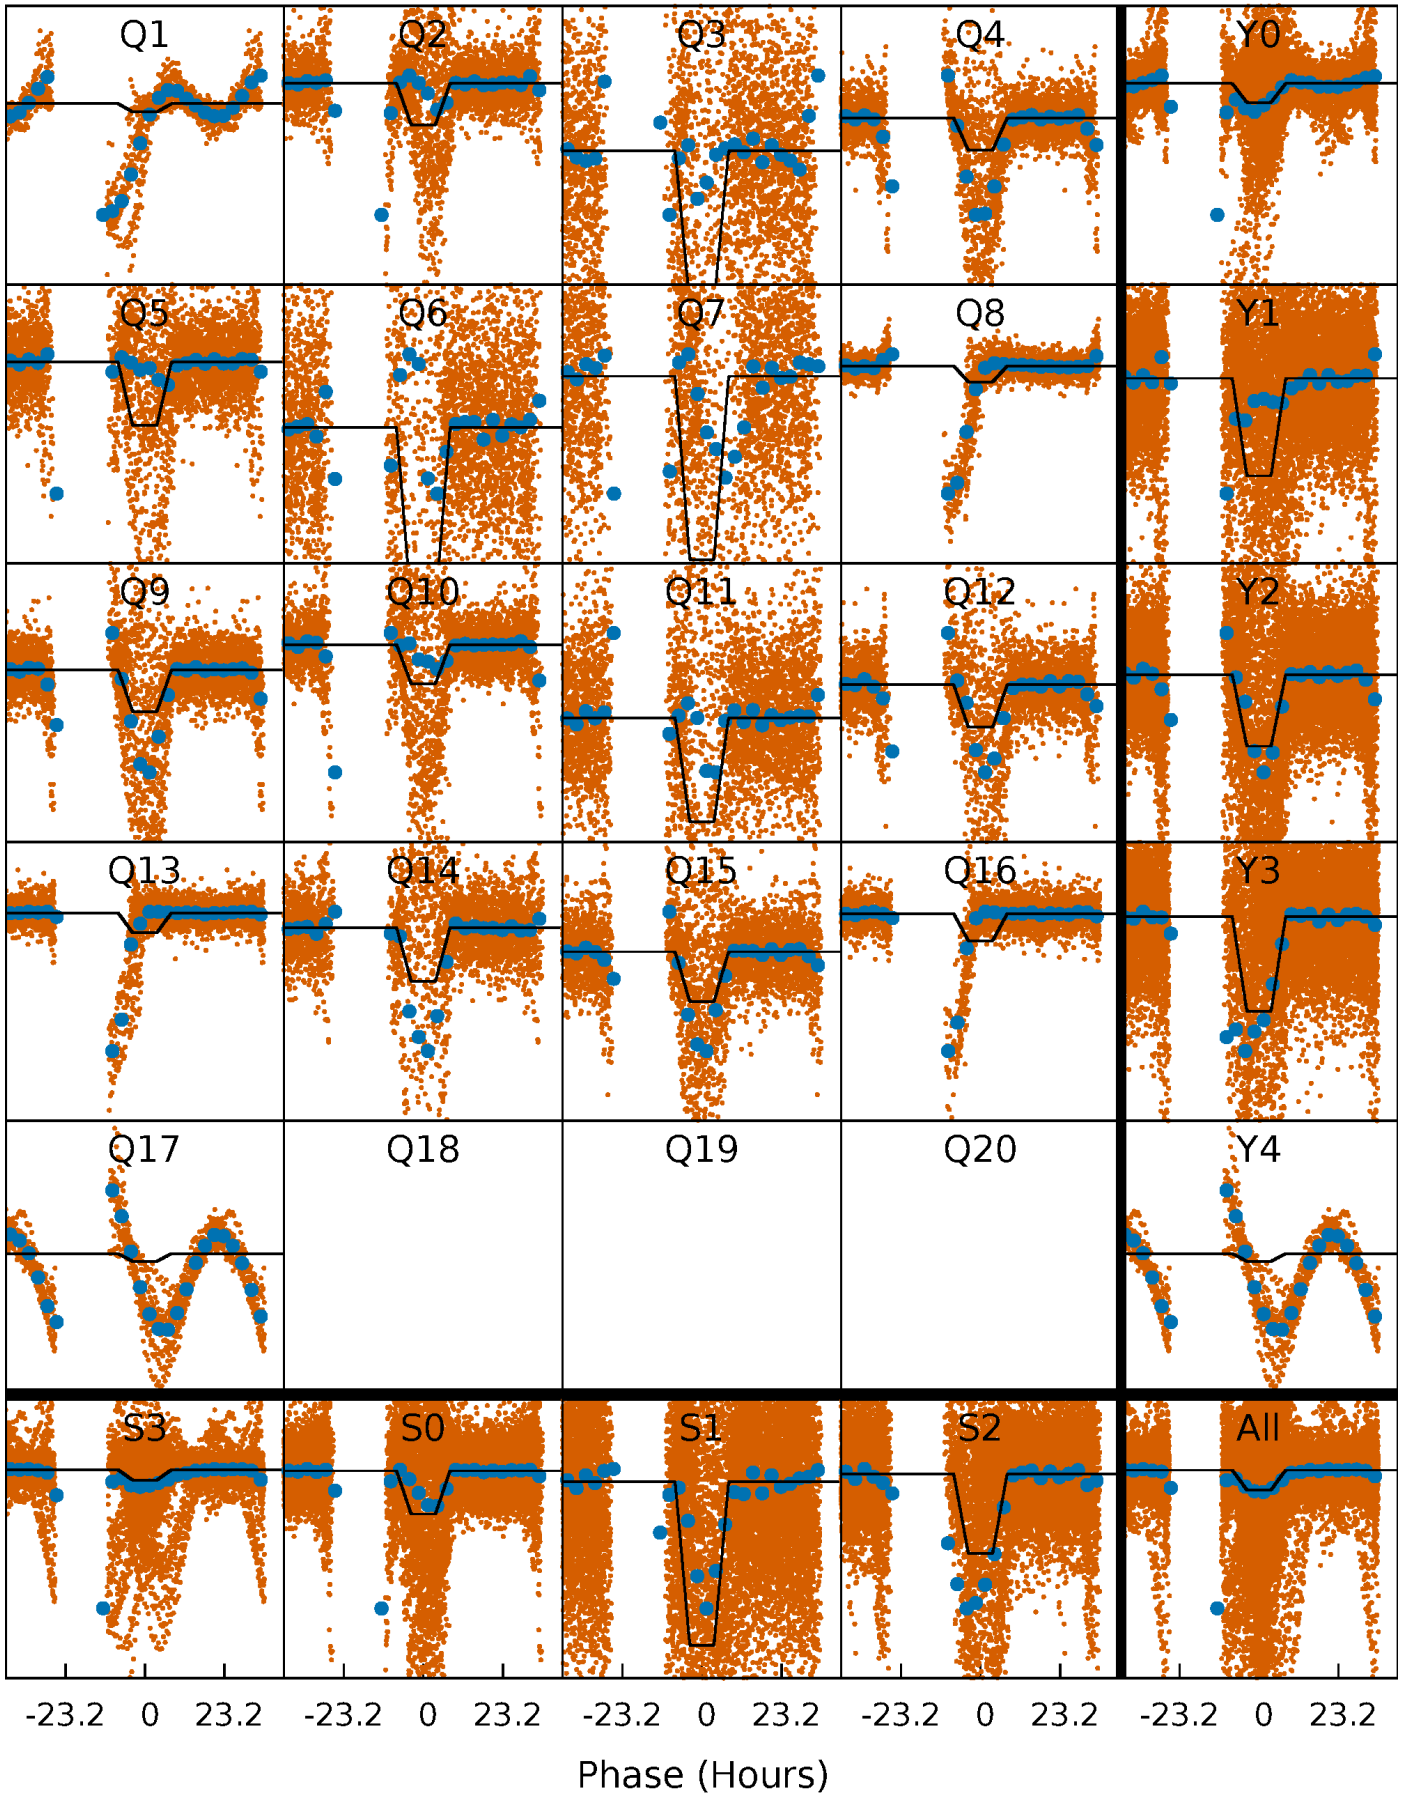 Q1 Q2 Q3 Q4 Y0
Q5 Q6 Q7 Q8 Y1
Q9 Q10 Q11 Q12 Y2
Q13 Q14 Q15 Q16 Y3
Q17 Q18 Q19 Q20 Y4
S3 S0 S1 S2 All
-23.2 0 23.2 -23.2 0 23.2 -23.2 0 23.2 -23.2 0 23.2 -23.2 0 23.2
Phase (Hours)